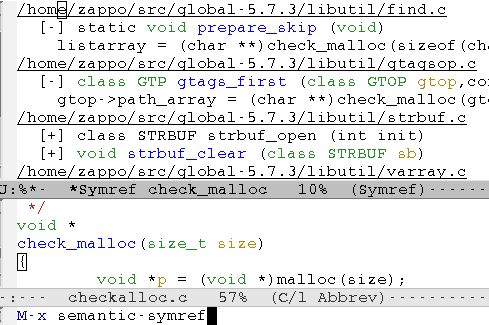 /home/zappo/src/global-5.7.3/libutil/find.c
[-] static void prepare_skip (void)
listarray = (char **)check_malloc(sizeof(cha
/home/zappo/src/global-5.7.3/libutil/gtagsop.c
[-] class GTP gtags_first (class GTOP gtop,con
gtop->path_array = (char **)check_malloc(gt
/home/zappo/src/global-5.7.3/libutil/strbuf.c
[+] class STRBUF strbuf_open (int init)
[+] void strbuf_clear (class STRBUF sb)
/home/zappo/src/global-5.7.3/libutil/varray.c
U:%*-  *Symref check_malloc   10%  (Symref)------
*/
void *
check_malloc(size_t size)
{
void *p = (void *)malloc(size);
-:---  checkalloc.c   57%  (C/l Abbrev)------
M-x semantic-symref